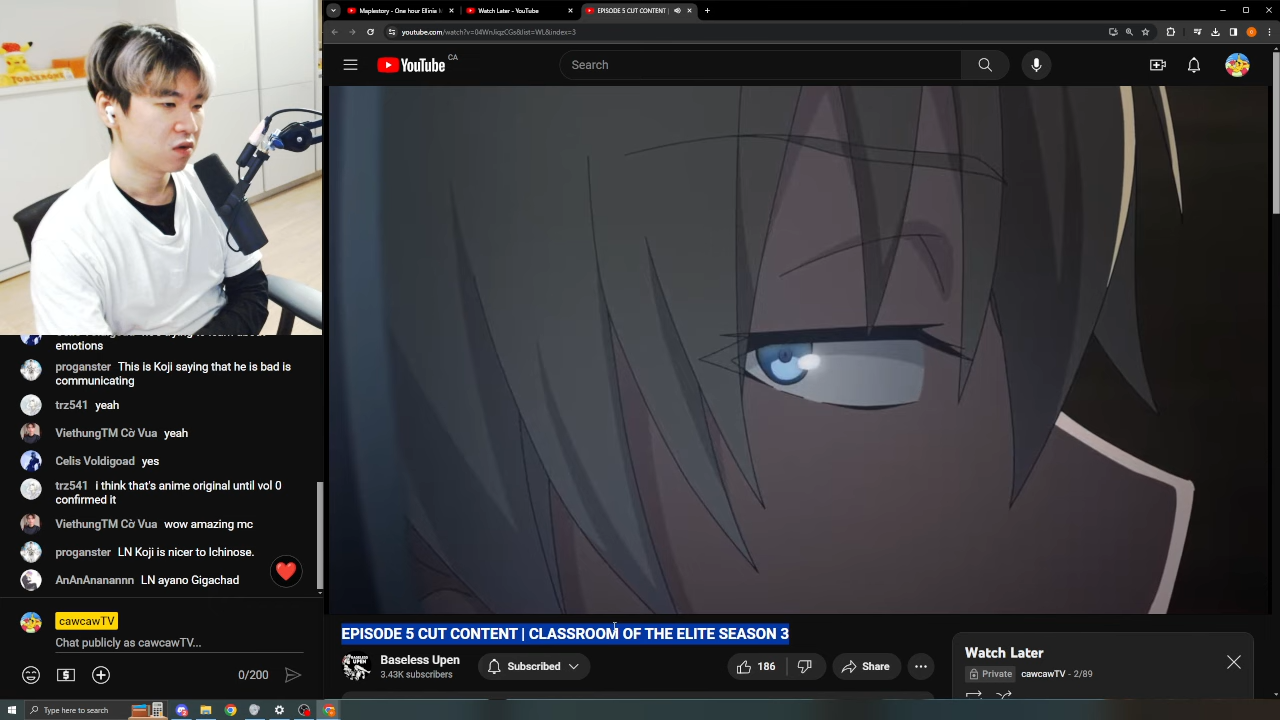 Maplestory - One hour Ellinia
Watch Later - YouTube
EPISODE 5 CUT CONTENT |
youtube.com/watch?v=04WnJiqzCGs&list=WL&index=3
YouTube CA
Search
emotions
proganster This is Koji saying that he is bad is
communicating
trz541 yeah
ViethungTM Cờ Vua yeah
Celis Voldigoad yes
trz541 i think that's anime original until vol 0
confirmed it
ViethungTM Cờ Vua wow amazing mc
proganster LN Koji is nicer to Ichinose.
AnAnAnanannn LN ayano Gigachad
cawcawTV
Chat publicly as cawcawTV...
0/200
EPISODE 5 CUT CONTENT | CLASSROOM OF THE ELITE SEASON 3
Baseless Upen
3.43K subscribers
Subscribed
186
Share
Watch Later
Private cawcawTV - 2/89
Type here to search